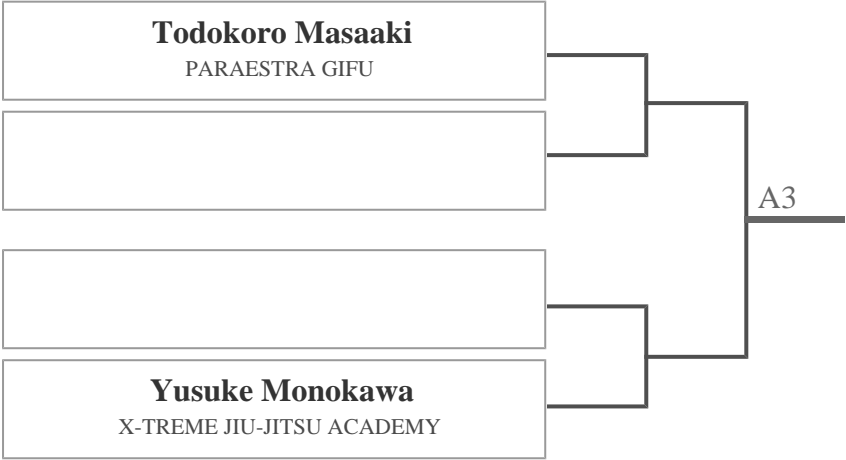 Todokoro Masaaki
PARAESTRA GIFU
A3
Yusuke Monokawa
X-TREME JIU-JITSU ACADEMY